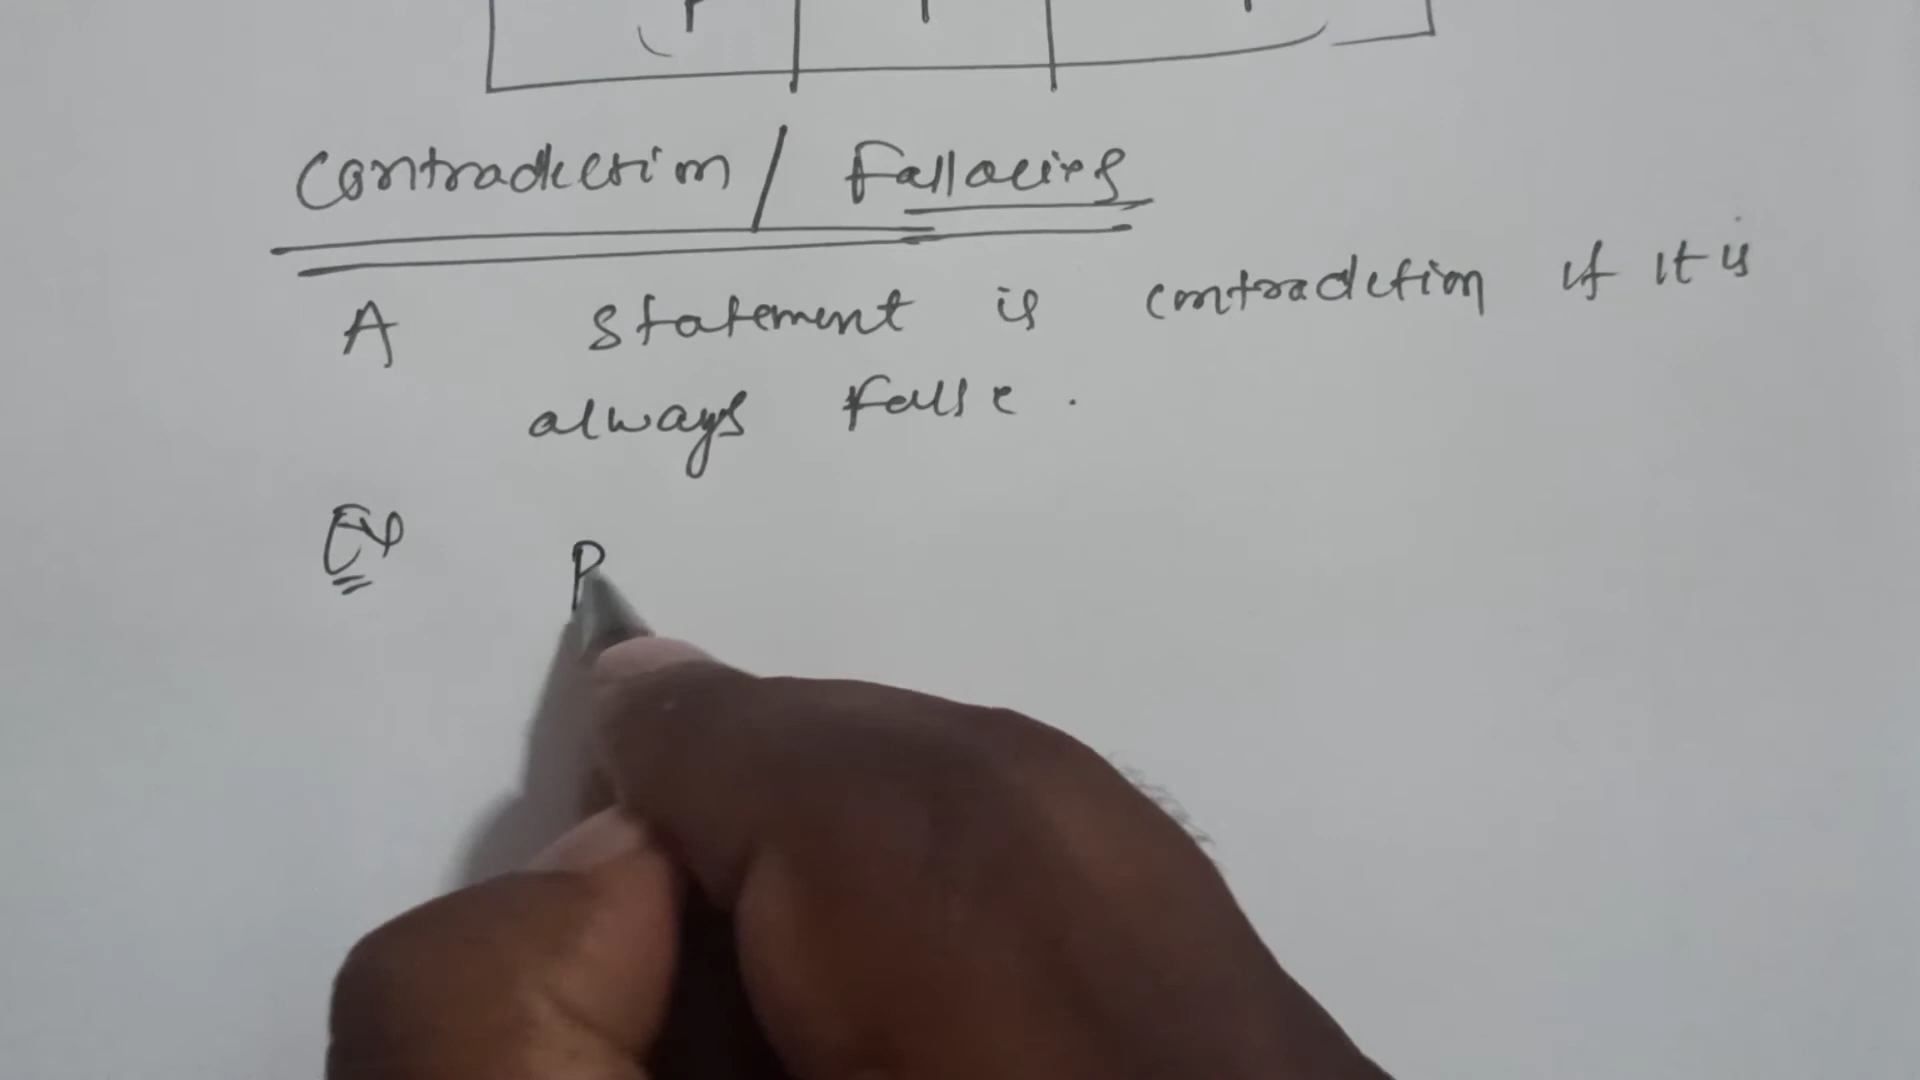 Contradiction / Fallacies
A statement is contradiction if it is
always false.
Ex P